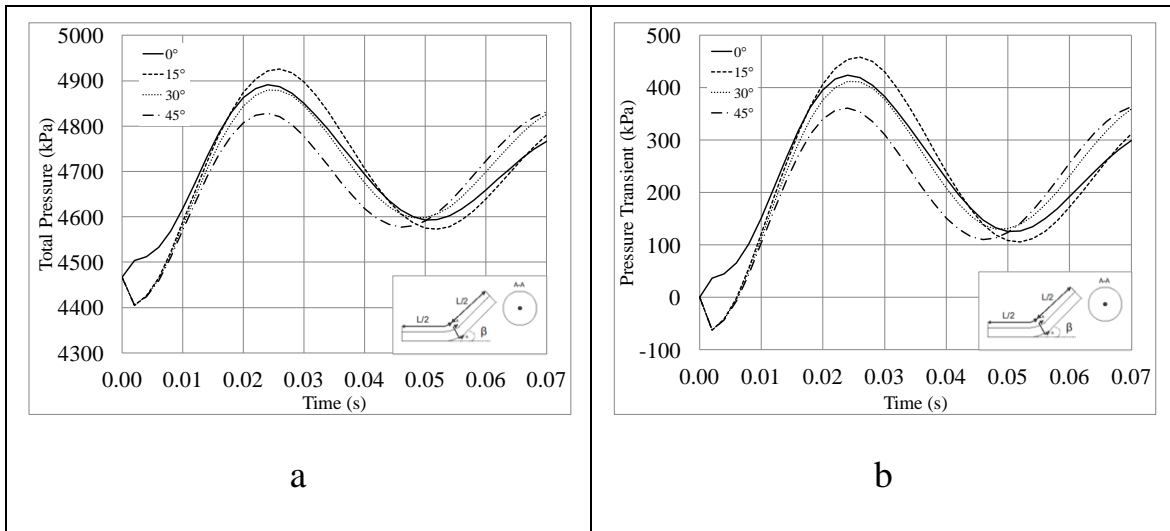 5000
4900
4800
4700
4600
4500
4400
4300
Total Pressure (kPa)
0°
15°
30°
45°
L/2
L/2
β
A-A
0.00 0.01 0.02 0.03 0.04 0.05 0.06 0.07
Time (s)
a
500
400
300
200
100
0
-100
Pressure Transient (kPa)
0°
15°
30°
45°
L/2
L/2
β
A-A
0.00 0.01 0.02 0.03 0.04 0.05 0.06 0.07
Time (s)
b